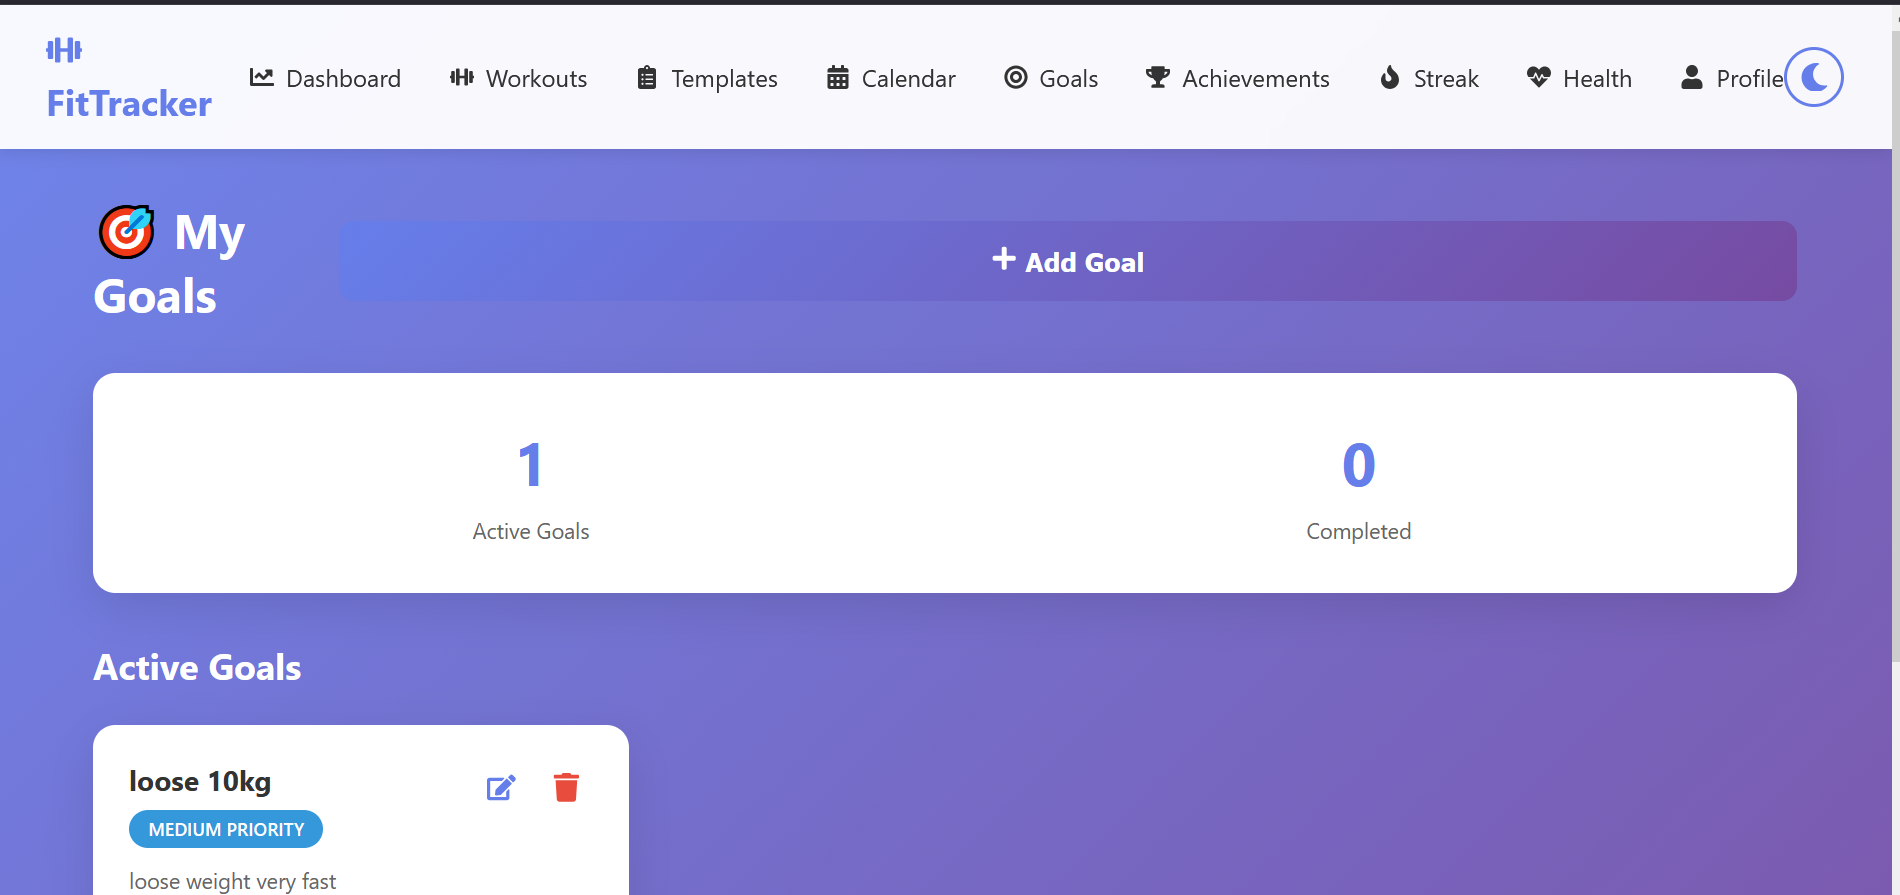 FitTracker
Dashboard
Workouts
Templates
Calendar
Goals
Achievements
Streak
Health
Profile
My
Goals
Add Goal
1
Active Goals
0
Completed
Active Goals
loose 10kg
MEDIUM PRIORITY
loose weight very fast